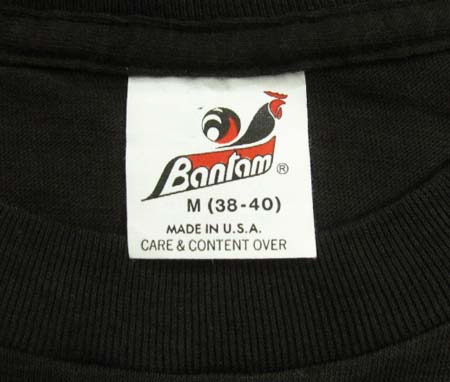 Bantam®
M (38-40)
MADE IN U.S.A.
CARE & CONTENT OVER